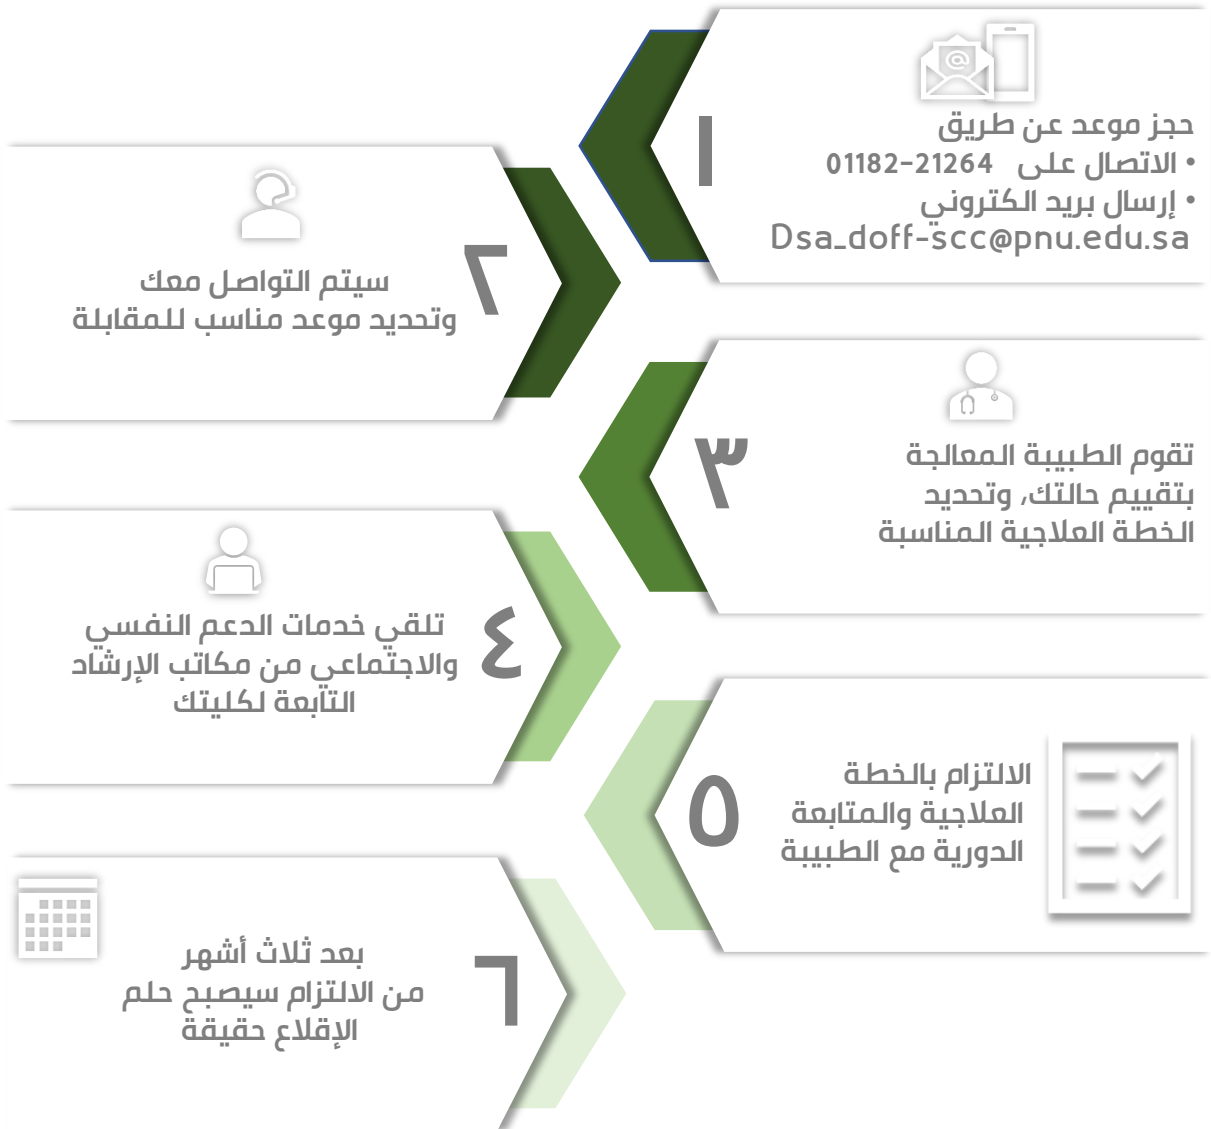 ١
حجز موعد عن طريق
• الاتصال على 01182-21264
• إرسال بريد الكتروني
Dsa_doff-scc@pnu.edu.sa
٢
سيتم التواصل معك
وتحديد موعد مناسب للمقابلة
٣
تقوم الطبيبة المعالجة
بتقييم حالتك، وتحديد
الخطة العلاجية المناسبة
٤
تلقي خدمات الدعم النفسي
والاجتماعي من مكاتب الإرشاد
التابعة لكليتك
٥
الالتزام بالخطة
العلاجية والمتابعة
الدورية مع الطبيبة
٦
بعد ثلاث أشهر
من الالتزام سيصبح حلم
الإقلاع حقيقة